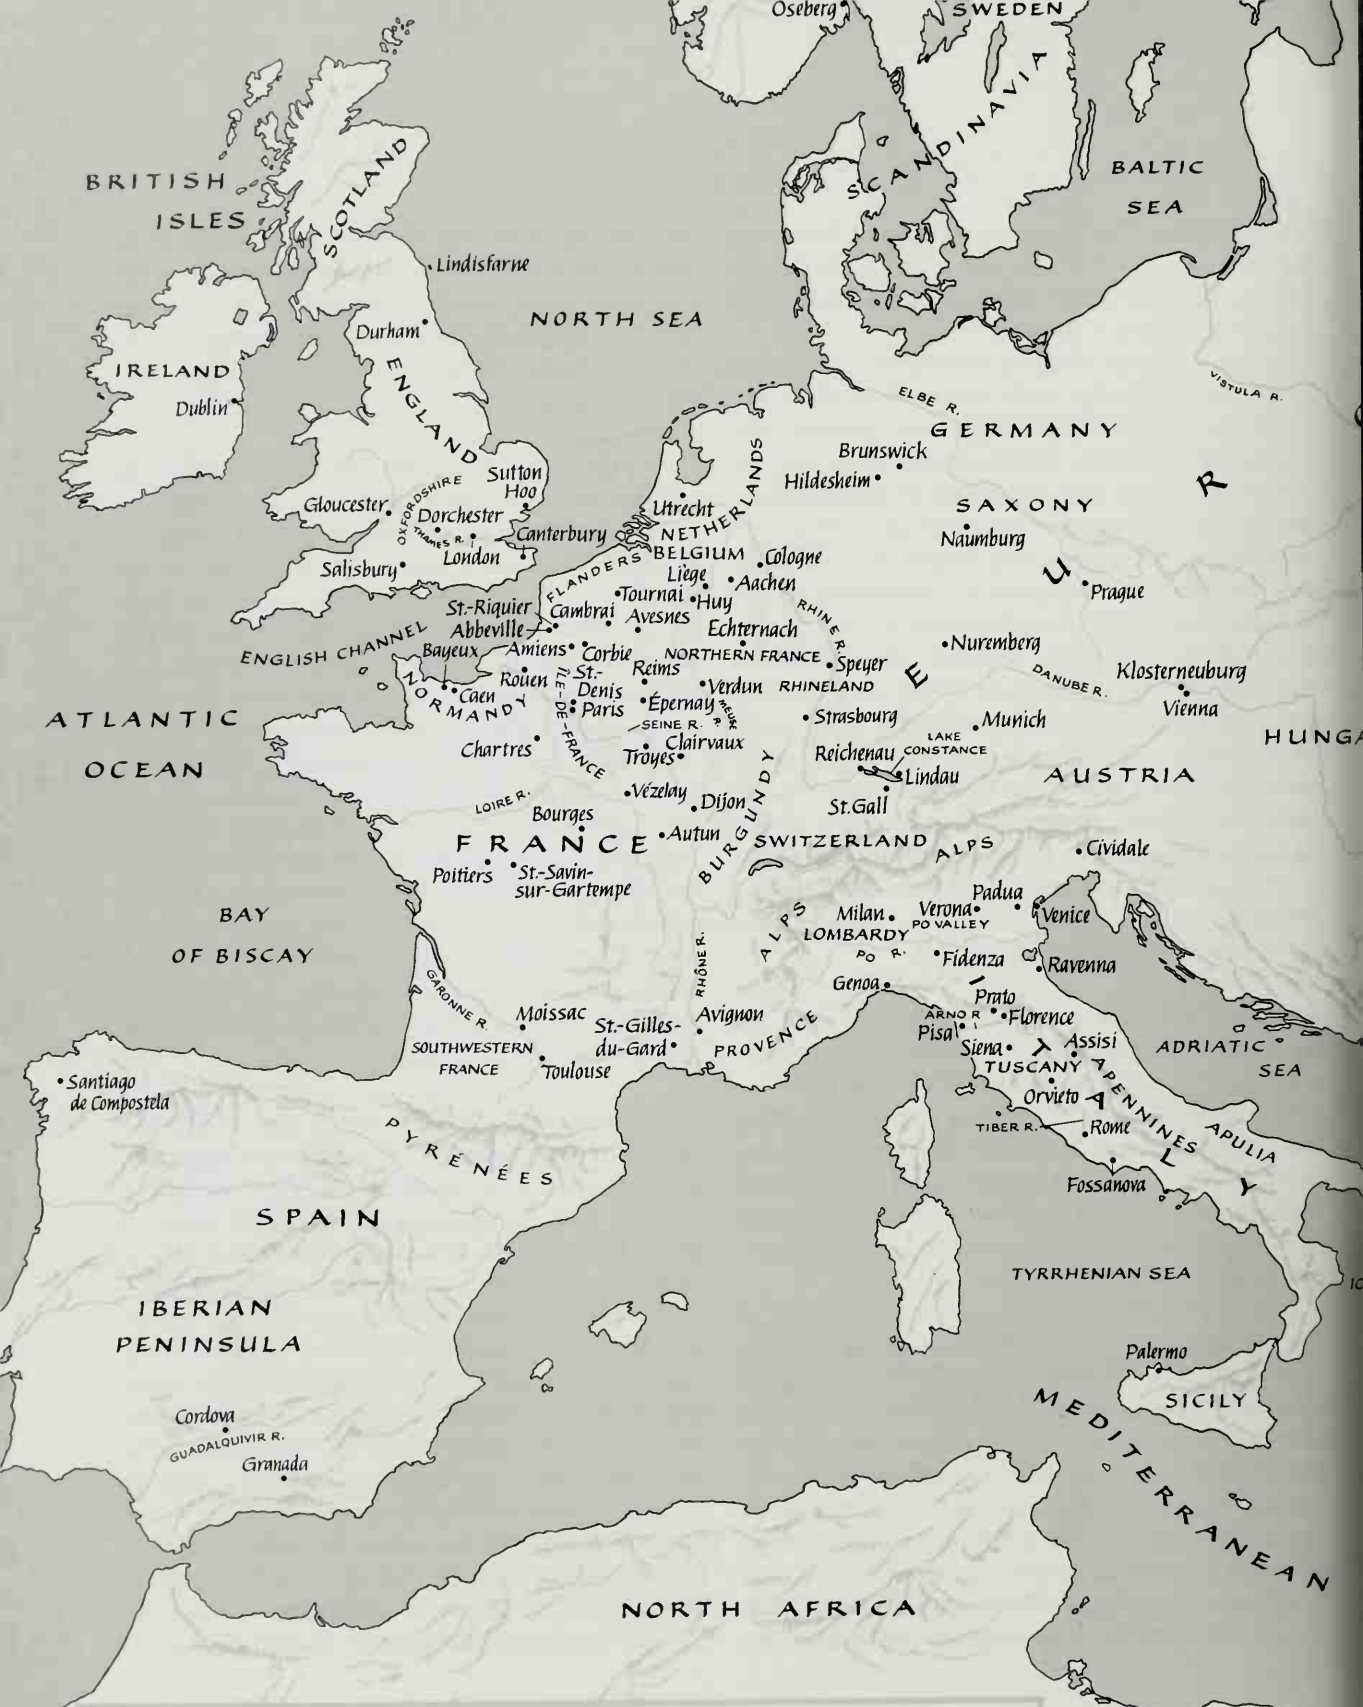 Oseberg
SWEDEN
SCANDINAVIA
BALTIC
SEA
BRITISH
ISLES
SCOTLAND
Lindisfarne
NORTH SEA
Durham
IRELAND
Dublin
ENGLAND
ELBE R.
VISTULA R.
GERMANY
Brunswick
Hildesheim
Sutton
Hoo
Gloucester
OXFORDSHIRE
Dorchester
THAMES R.
London
Canterbury
Salisbury
Utrecht
NETHERLANDS
SAXONY
Naumburg
BELGIUM
Cologne
FLANDERS
Liège
Aachen
Prague
EUR
Tournai
Huy
St.-Riquier
Cambrai
Abbeville
Avesnes
Echternach
RHINE R.
ENGLISH CHANNEL
Bayeux
Amiens
Corbie
NORTHERN FRANCE
Speyer
Nuremberg
Rouen
St.-
Denis
Reims
Verdun
RHINELAND
DANUBE R.
Klosterneuburg
Vienna
Caen
NORMANDY
ÎLE-DE-FRANCE
Paris
Épernay
MEUSE
R.
SEINE R.
Strasbourg
Munich
ATLANTIC
OCEAN
Chartres
Troyes
Clairvaux
Reichenau
LAKE
CONSTANCE
Lindau
HUNGA
AUSTRIA
Vézelay
Dijon
St.Gall
LOIRE R.
Bourges
FRANCE
Autun
BURGUNDY
SWITZERLAND
ALPS
Cividale
Poitiers
St.-Savin-
sur-Gartempe
BAY
OF BISCAY
ALPS
Milan
Verona
Padua
Venice
LOMBARDY
PO VALLEY
PO R.
Fidenza
Ravenna
RHÔNE R.
Genoa
GARONNE R.
Moissac
St.-Gilles-
du-Gard
Avignon
PROVENCE
Prato
ARNO R
Florence
Pisa
Siena
Assisi
ADRIATIC
SEA
SOUTHWESTERN
FRANCE
Toulouse
TUSCANY
ITALY
APENNINES
Orvieto
Santiago
de Compostela
TIBER R.
Rome
APULIA
PYRÉNÉES
Fossanova
SPAIN
TYRRHENIAN SEA
IO
IBERIAN
PENINSULA
Palermo
SICILY
MEDITERRANEAN
Cordova
GUADALQUIVIR R.
Granada
NORTH AFRICA